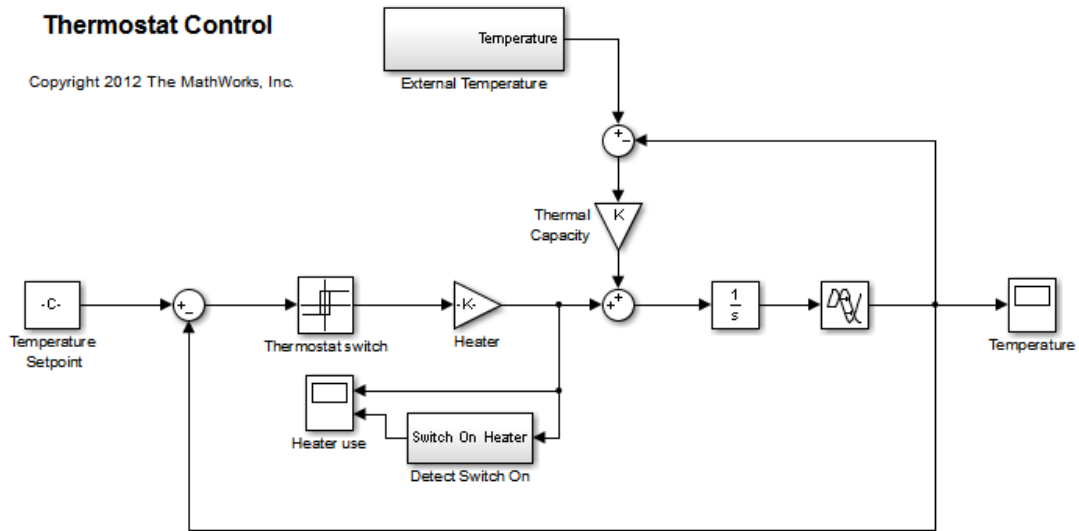 Thermostat Control
Copyright 2012 The MathWorks, Inc.
Temperature
External Temperature
+
−
K
Thermal
Capacity
-C-
Temperature
Setpoint
+
−
Thermostat switch
-K-
Heater
+
+
1
s
Temperature
Heater use
Switch On Heater
Detect Switch On